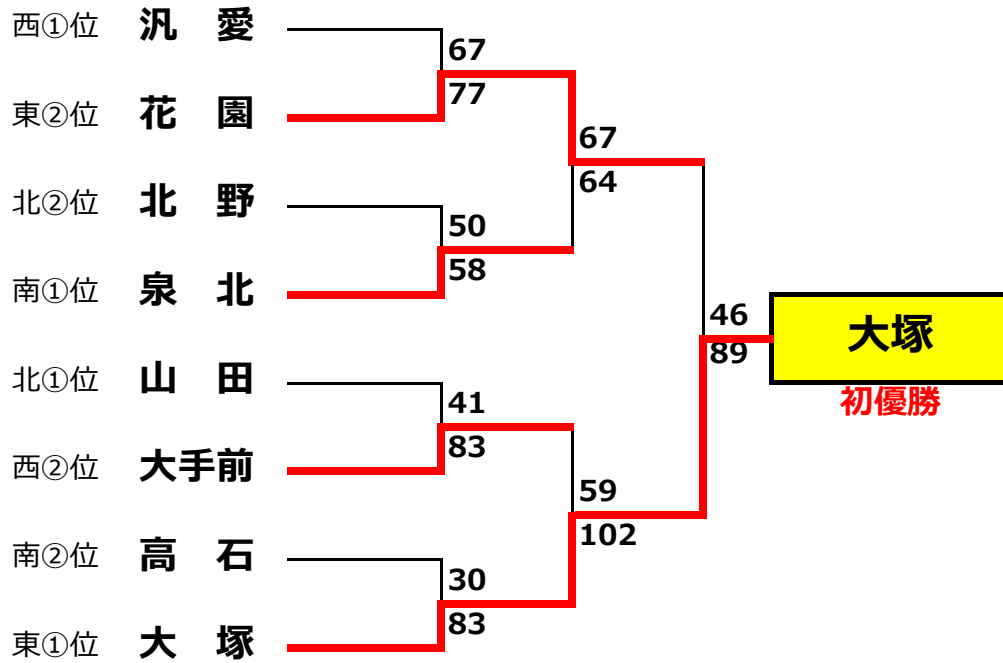 西①位 汎 愛
67
77
東②位 花 園
67
64
北②位 北 野
50
58
南①位 泉 北
46
89
大塚
初優勝
北①位 山 田
41
83
西②位 大手前
59
102
南②位 高 石
30
83
東①位 大 塚